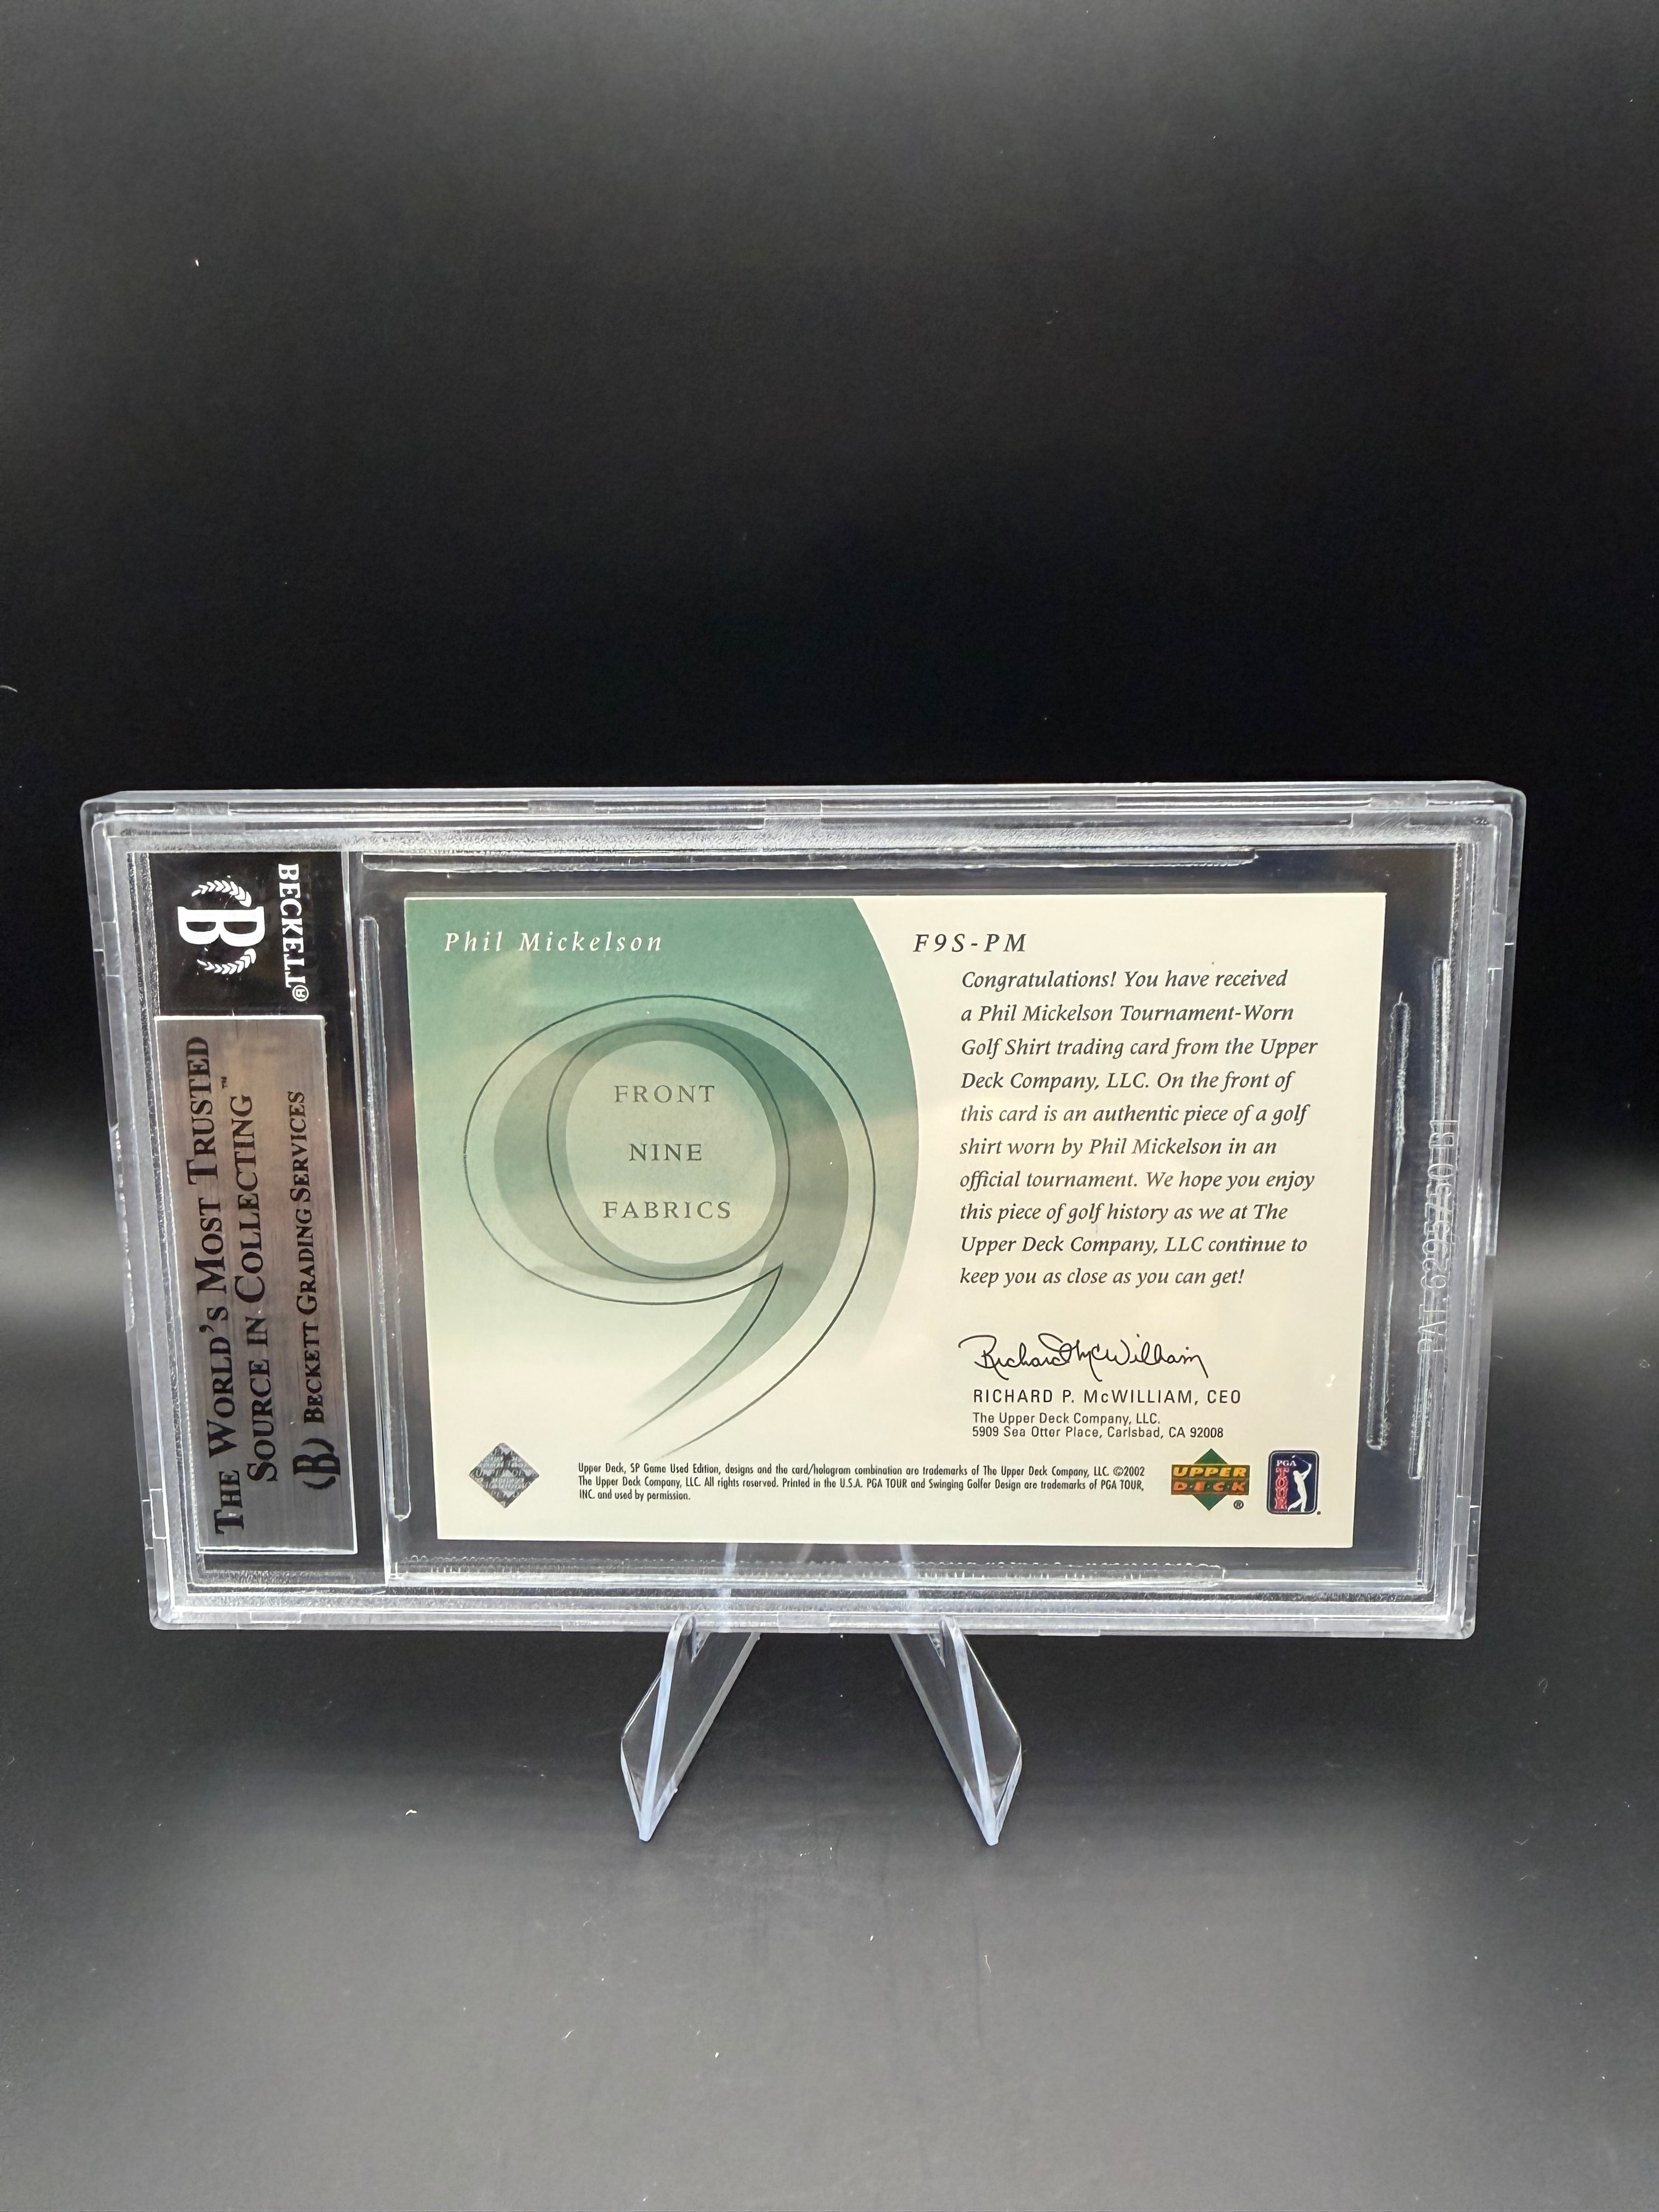 BECKETT®
B
THE WORLD'S MOST TRUSTED
SOURCE IN COLLECTING™
B BECKETT GRADING SERVICES
Phil Mickelson
FRONT
NINE
FABRICS
F9S-PM
Congratulations! You have received
a Phil Mickelson Tournament-Worn
Golf Shirt trading card from the Upper
Deck Company, LLC. On the front of
this card is an authentic piece of a golf
shirt worn by Phil Mickelson in an
official tournament. We hope you enjoy
this piece of golf history as we at The
Upper Deck Company, LLC continue to
keep you as close as you can get!
Richard McWilliam
RICHARD P. McWILLIAM, CEO
The Upper Deck Company, LLC.
5909 Sea Otter Place, Carlsbad, CA 92008
Upper Deck, SP Game Used Edition, designs and the card/hologram combination are trademarks of The Upper Deck Company, LLC. ©2002
The Upper Deck Company, LLC. All rights reserved. Printed in the U.S.A. PGA TOUR and Swinging Golfer Design are trademarks of PGA TOUR,
INC. and used by permission.
UPPER
DECK
®
PGA
TOUR
PAT. 6295750 B1